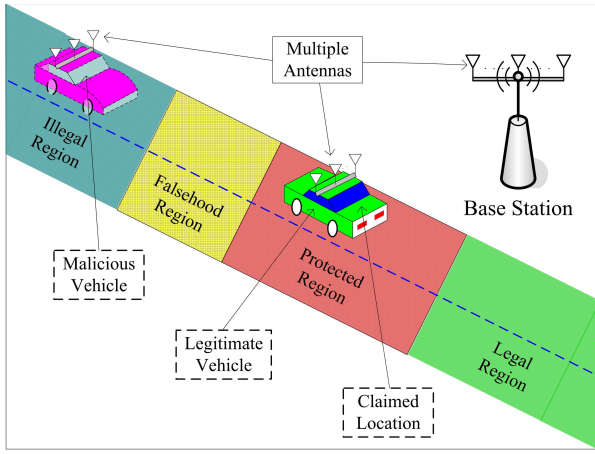 Multiple
Antennas
Base Station
Illegal
Region
Falsehood
Region
Protected
Region
Legal
Region
Malicious
Vehicle
Legitimate
Vehicle
Claimed
Location